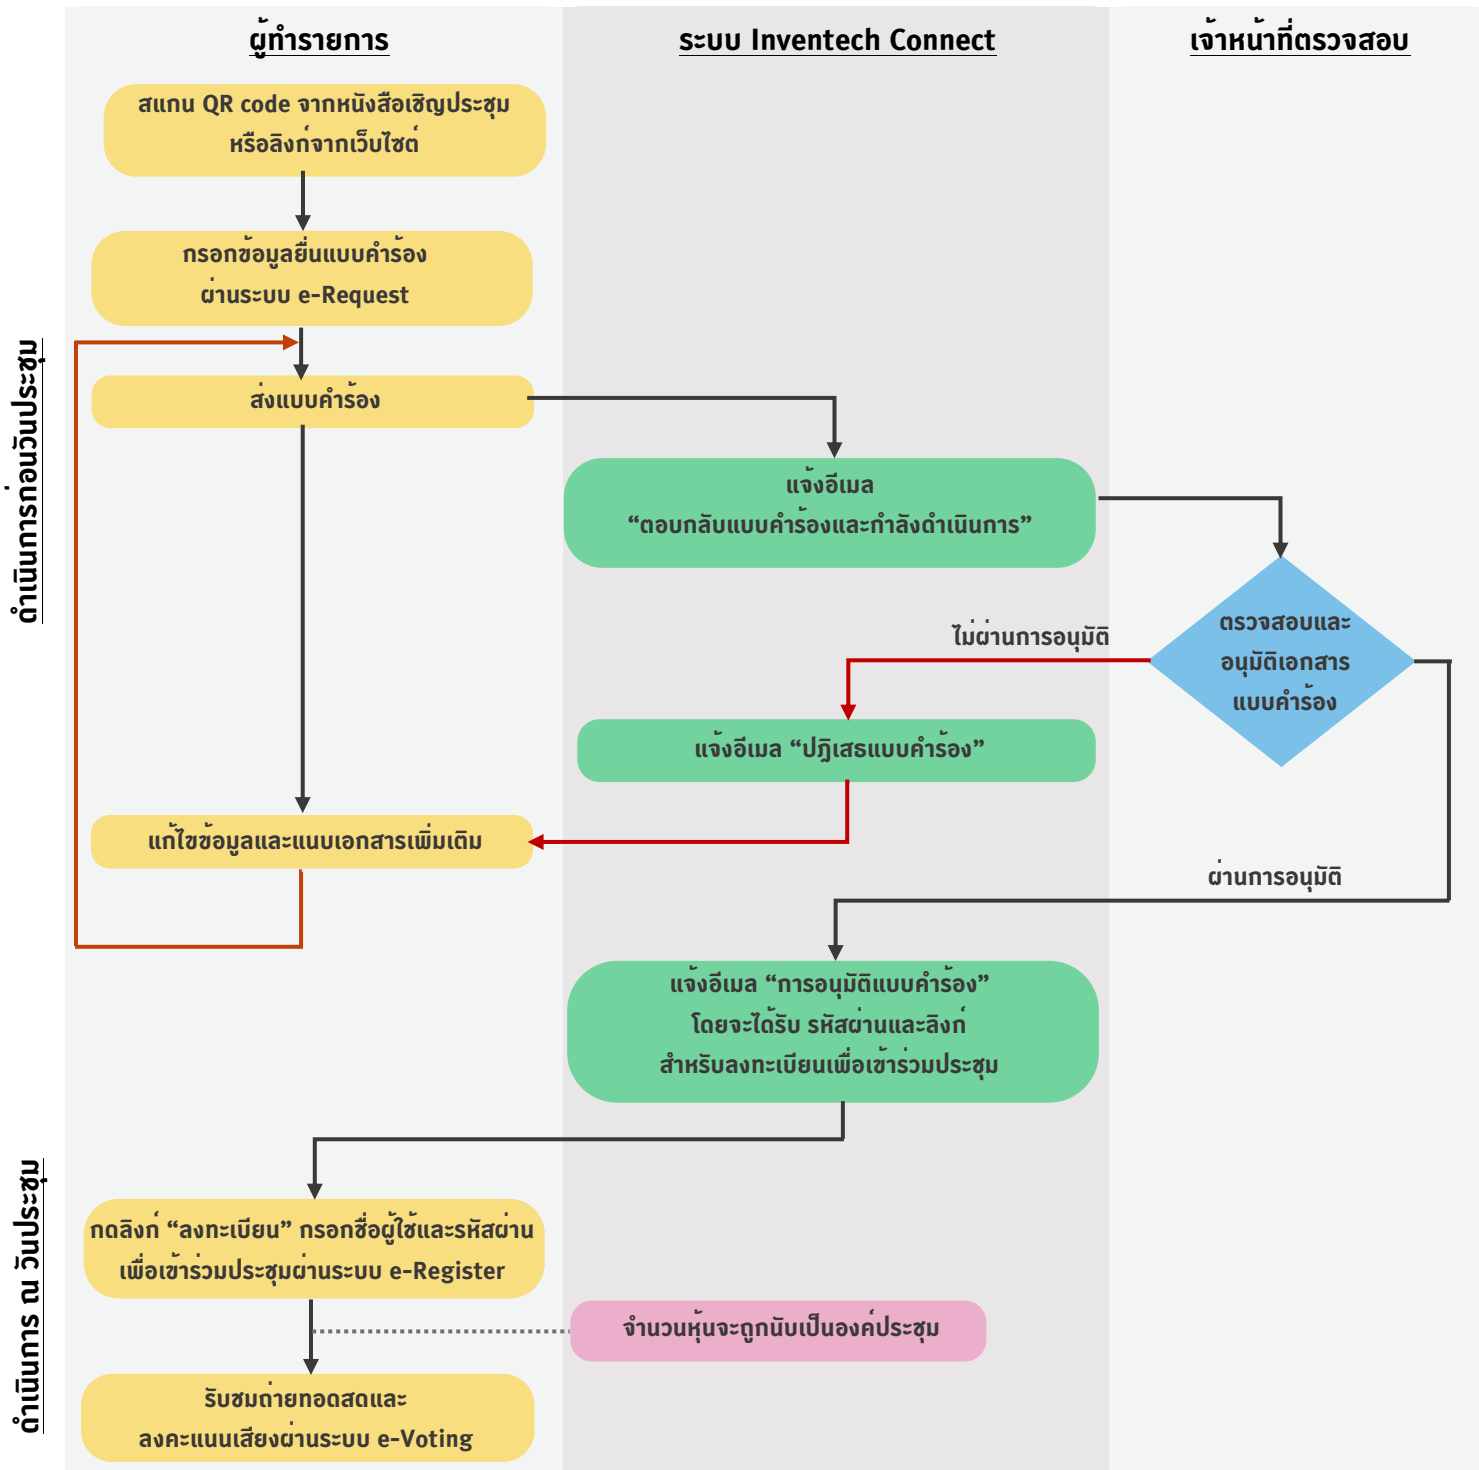 ผู้ทำรายการ
ระบบ Inventech Connect
เจ้าหน้าที่ตรวจสอบ
ดำเนินการก่อนวันประชุม
สแกน QR code จากหนังสือเชิญประชุม
หรือลิงก์จากเว็บไซต์
กรอกข้อมูลยื่นแบบคำร้อง
ผ่านระบบ e-Request
ส่งแบบคำร้อง
แจ้งอีเมล
“ตอบกลับแบบคำร้องและกำลังดำเนินการ”
ตรวจสอบและ
อนุมัติเอกสาร
แบบคำร้อง
ไม่ผ่านการอนุมัติ
แจ้งอีเมล “ปฏิเสธแบบคำร้อง”
แก้ไขข้อมูลและแนบเอกสารเพิ่มเติม
ผ่านการอนุมัติ
แจ้งอีเมล “การอนุมัติแบบคำร้อง”
โดยจะได้รับ รหัสผ่านและลิงก์
สำหรับลงทะเบียนเพื่อเข้าร่วมประชุม
ดำเนินการ ณ วันประชุม
กดลิงก์ “ลงทะเบียน” กรอกชื่อผู้ใช้และรหัสผ่าน
เพื่อเข้าร่วมประชุมผ่านระบบ e-Register
จำนวนหุ้นจะถูกนับเป็นองค์ประชุม
รับชมถ่ายทอดสดและ
ลงคะแนนเสียงผ่านระบบ e-Voting